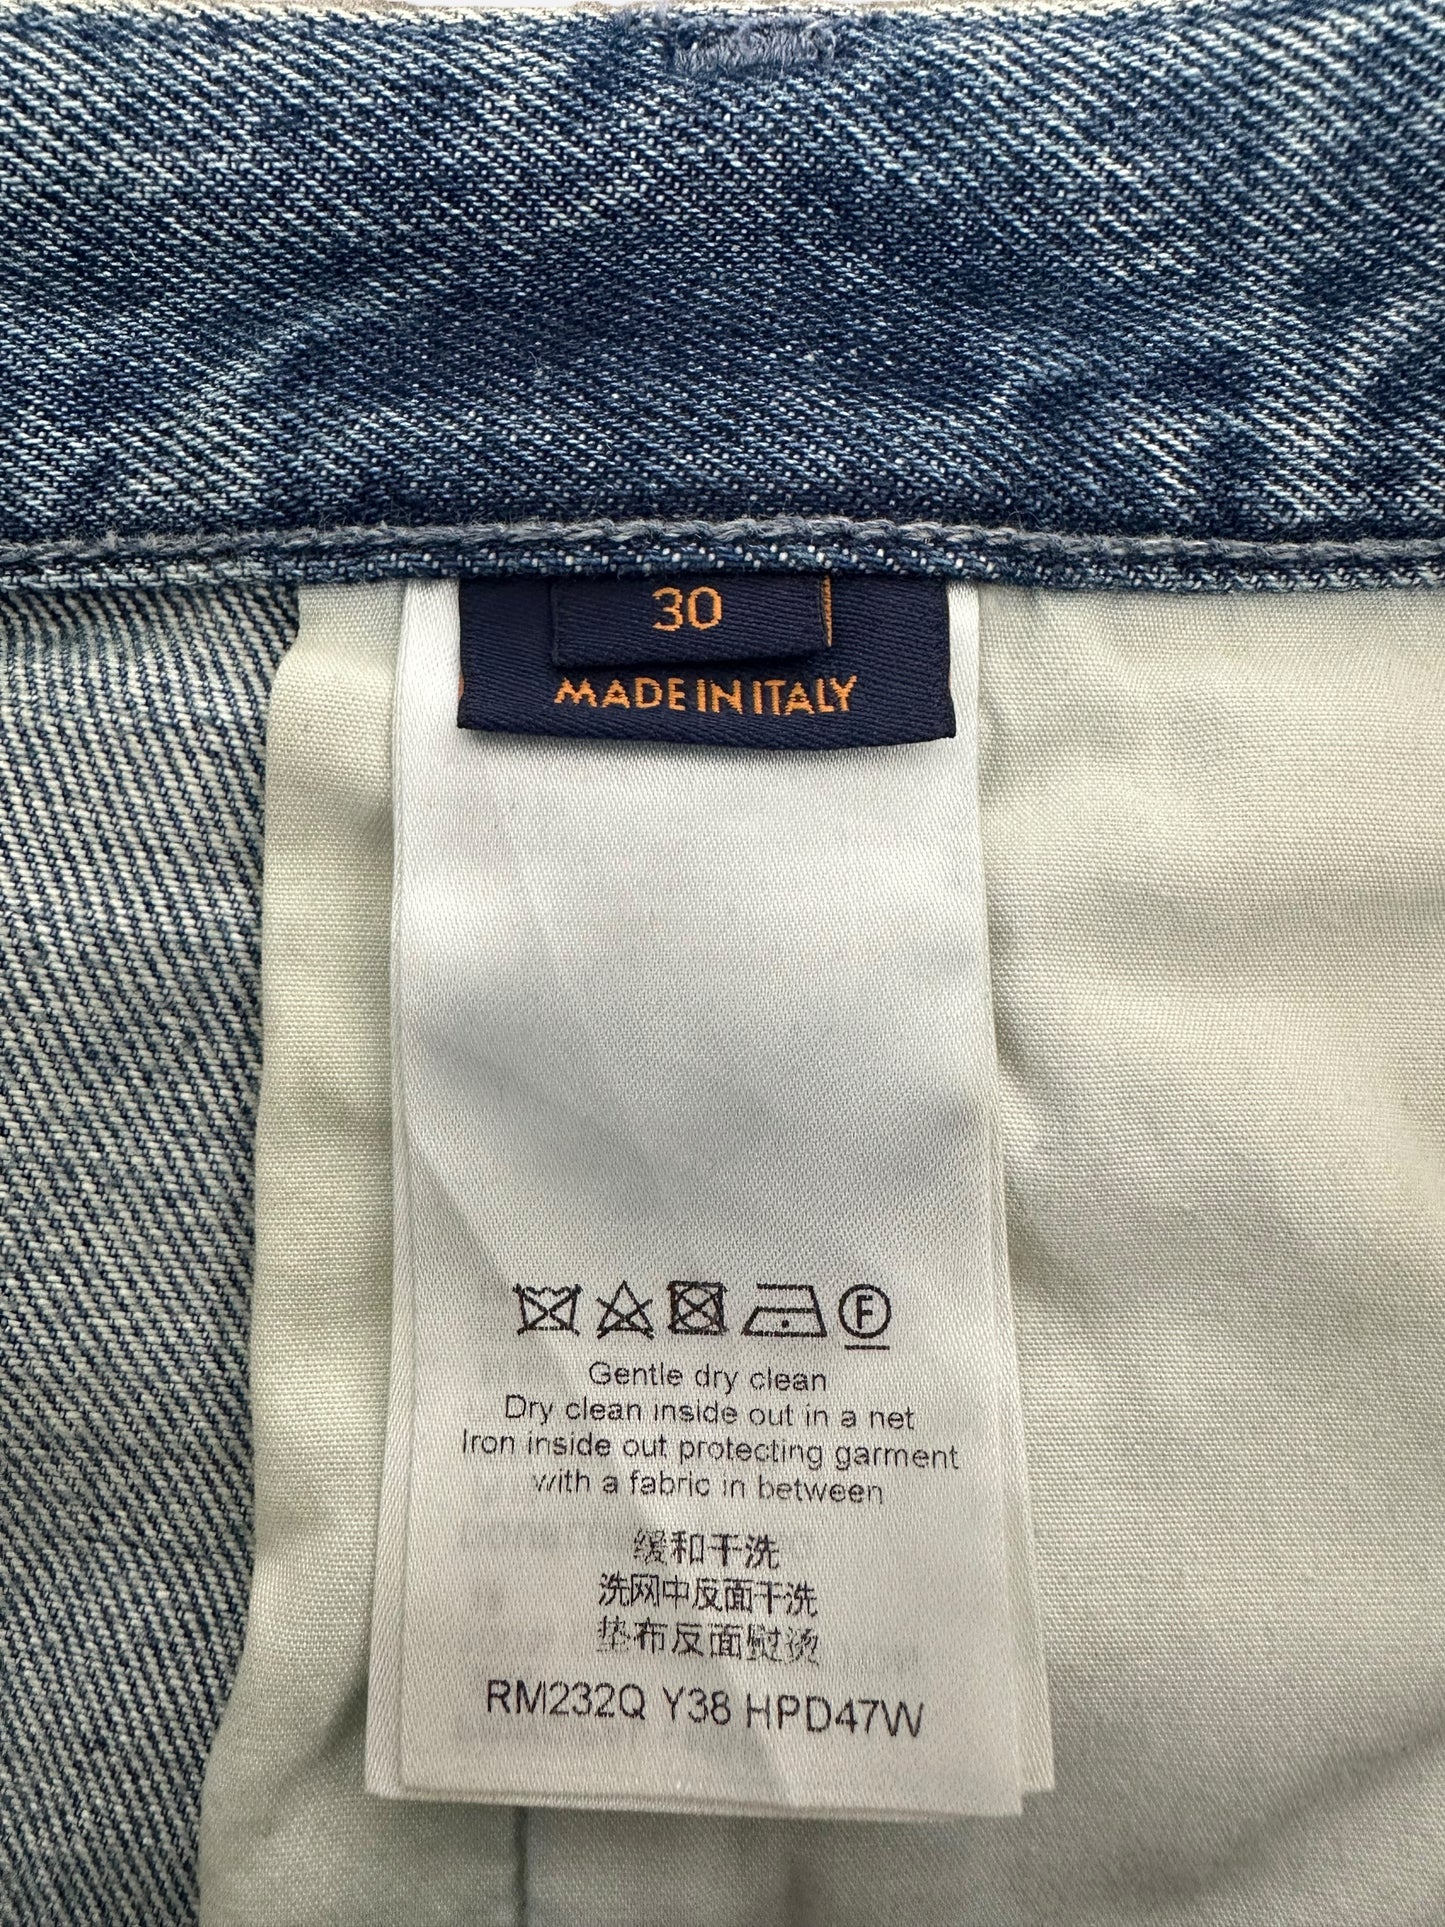 30
MADE IN ITALY
F
Gentle dry clean
Dry clean inside out in a net
Iron inside out protecting garment
with a fabric in between
缓和干洗
洗网中反面干洗
垫布反面熨烫
RM232Q Y38 HPD47W